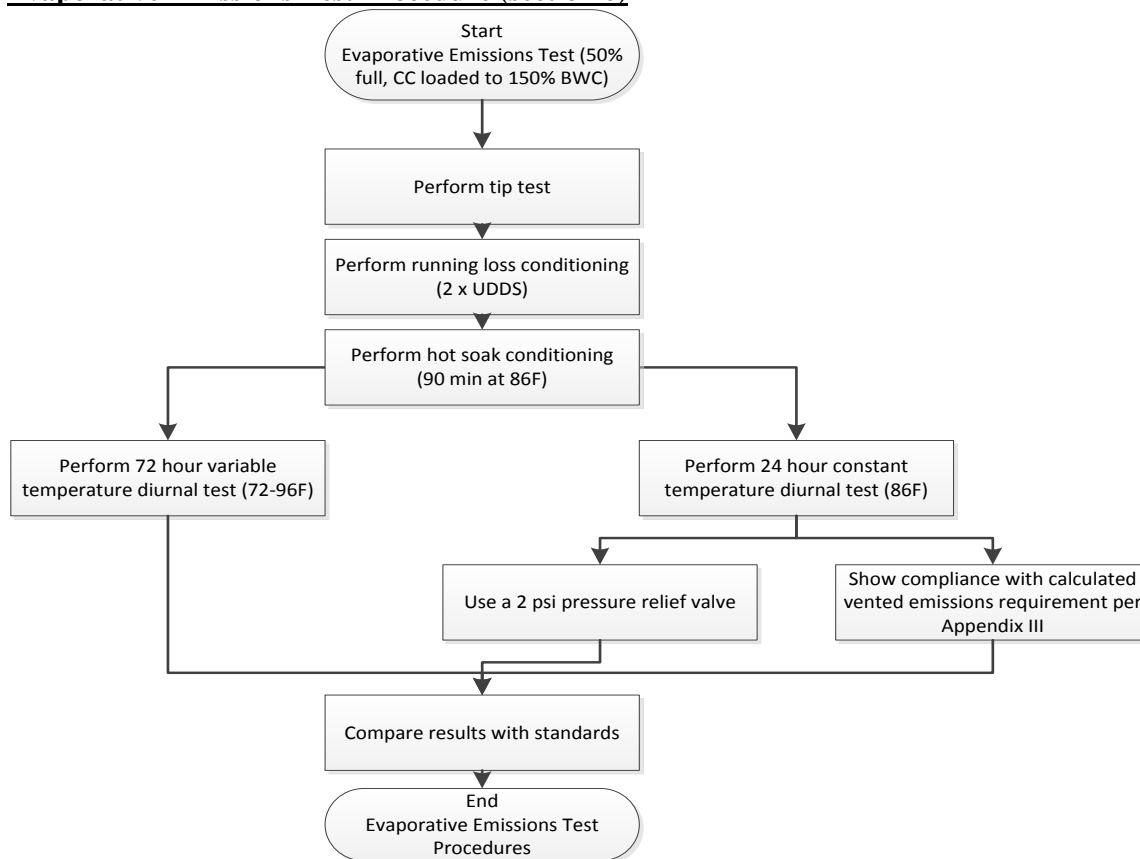 Start
Evaporative Emissions Test (50%
full, CC loaded to 150% BWC)
Perform tip test
Perform running loss conditioning
(2 x UDDS)
Perform hot soak conditioning
(90 min at 86F)
Perform 72 hour variable
temperature diurnal test (72-96F)
Perform 24 hour constant
temperature diurnal test (86F)
Use a 2 psi pressure relief valve
Show compliance with calculated
vented emissions requirement per
Appendix III
Compare results with standards
End
Evaporative Emissions Test
Procedures